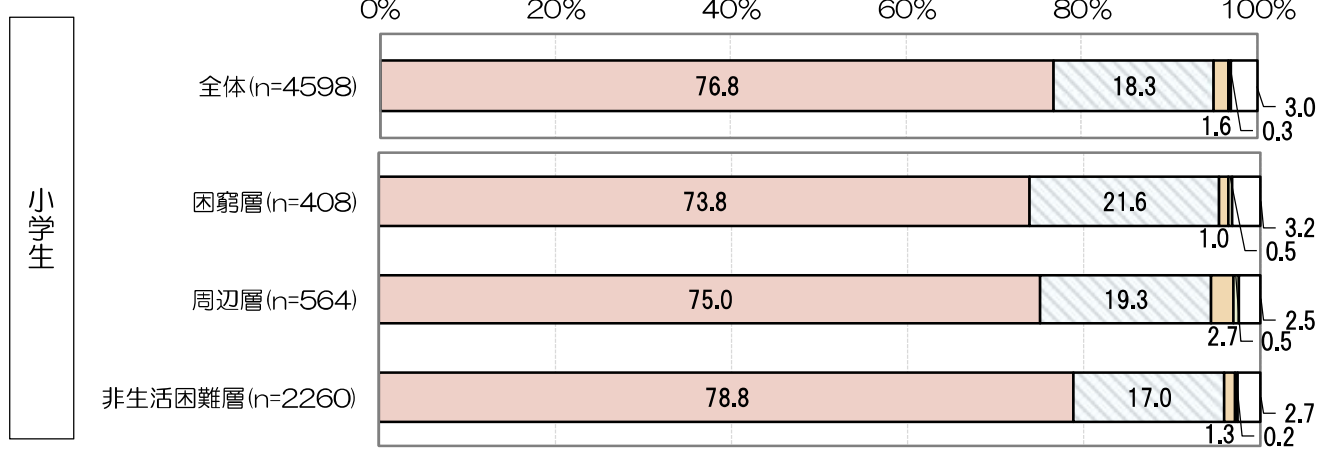 0% 20% 40% 60% 80% 100%
小学生
全体(n=4598) 76.8 18.3 1.6 0.3 3.0
困窮層(n=408) 73.8 21.6 1.0 0.5 3.2
周辺層(n=564) 75.0 19.3 2.7 0.5 2.5
非生活困難層(n=2260) 78.8 17.0 1.3 0.2 2.7